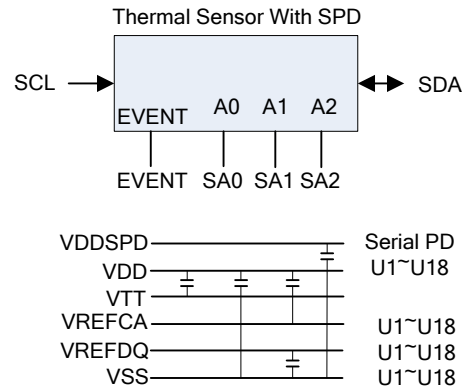 Thermal Sensor With SPD
SCL
SDA
EVENT A0 A1 A2
EVENT SA0 SA1 SA2
VDDSPD Serial PD
VDD U1~U18
VTT
VREFCA U1~U18
VREFDQ U1~U18
VSS U1~U18